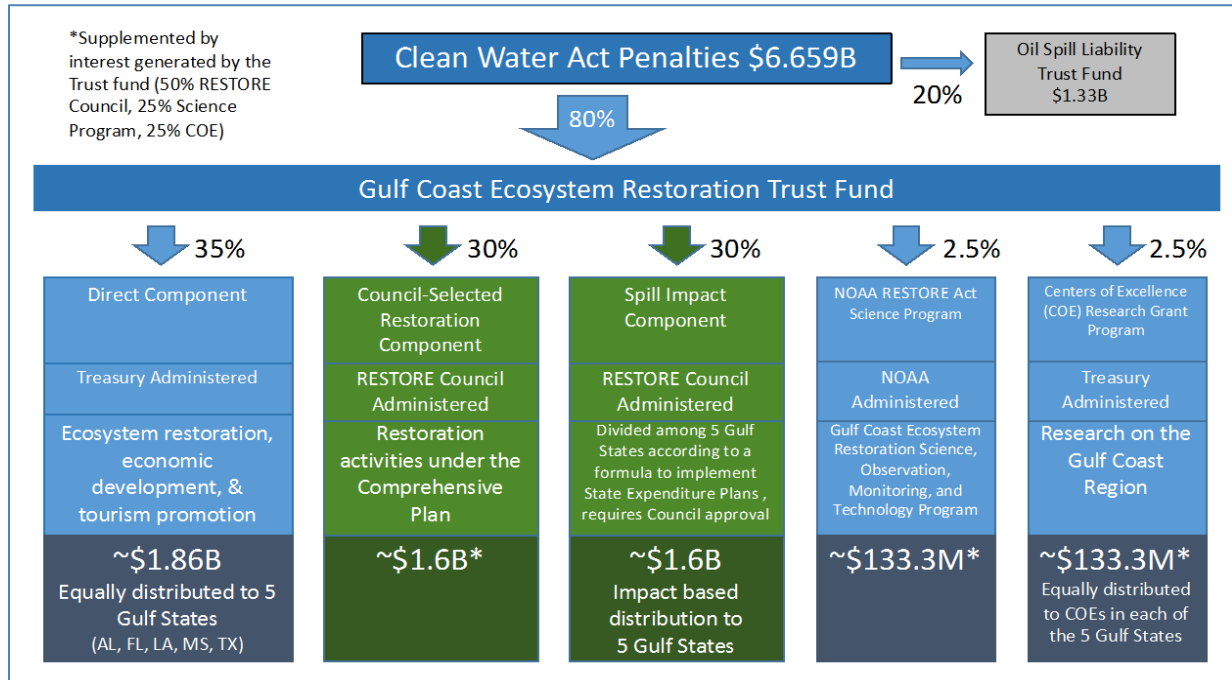 *Supplemented by
interest generated by the
Trust fund (50% RESTORE
Council, 25% Science
Program, 25% COE)
Clean Water Act Penalties $6.659B
20%
Oil Spill Liability
Trust Fund
$1.33B
80%
Gulf Coast Ecosystem Restoration Trust Fund
35%
30%
30%
2.5%
2.5%
Direct Component
Treasury Administered
Ecosystem restoration,
economic
development, &
tourism promotion
~$1.86B
Equally distributed to 5
Gulf States
(AL, FL, LA, MS, TX)
Council-Selected
Restoration
Component
RESTORE Council
Administered
Restoration
activities under the
Comprehensive
Plan
~$1.6B*
Spill Impact
Component
RESTORE Council
Administered
Divided among 5 Gulf
States according to a
formula to implement
State Expenditure Plans ,
requires Council approval
~$1.6B
Impact based
distribution to
5 Gulf States
NOAA RESTORE Act
Science Program
NOAA
Administered
Gulf Coast Ecosystem
Restoration Science,
Observation,
Monitoring, and
Technology Program
~$133.3M*
Centers of Excellence
(COE) Research Grant
Program
Treasury
Administered
Research on the
Gulf Coast
Region
~$133.3M*
Equally distributed
to COEs in each of
the 5 Gulf States